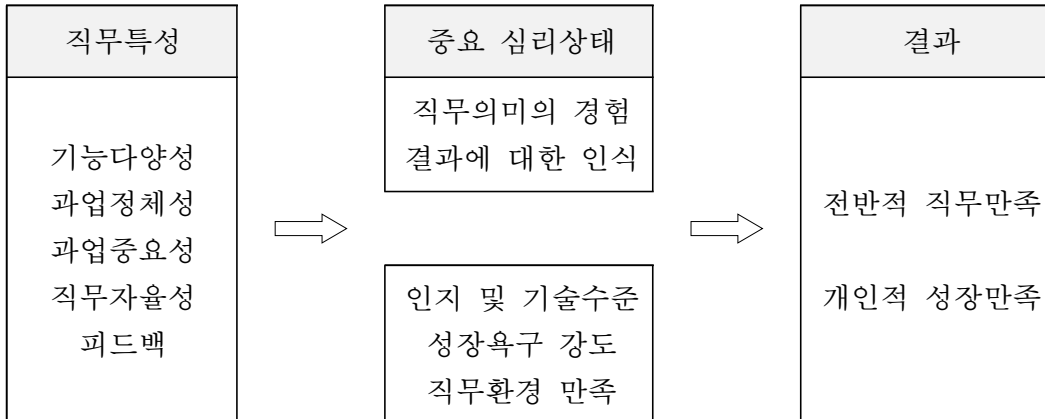 직무특성
기능다양성
과업정체성
과업중요성
직무자율성
피드백
중요 심리상태
직무의미의 경험
결과에 대한 인식
인지 및 기술수준
성장욕구 강도
직무환경 만족
결과
전반적 직무만족
개인적 성장만족